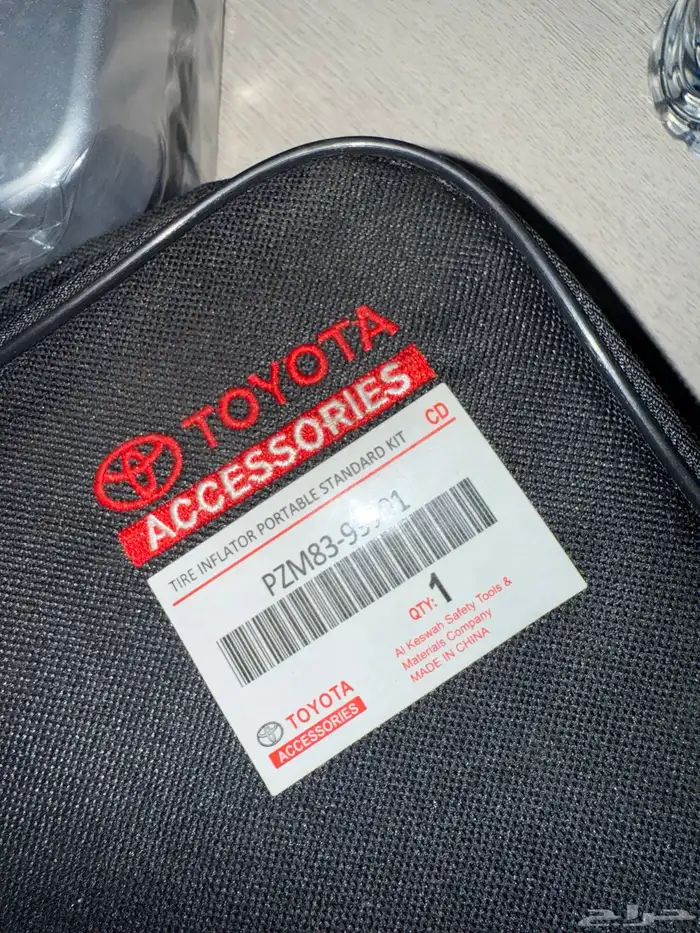 TOYOTA
ACCESSORIES
TIRE INFLATOR PORTABLE STANDARD KIT
CD
QTY: 1
Al Keswah Safety Tools &
Materials Company
MADE IN CHINA
TOYOTA
ACCESSORIES
حراج